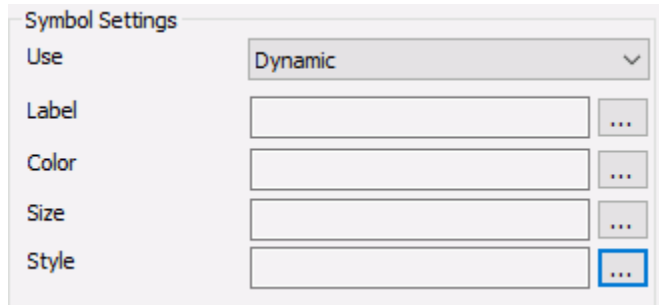 Symbol Settings
Use Dynamic
Label ...
Color ...
Size ...
Style ...